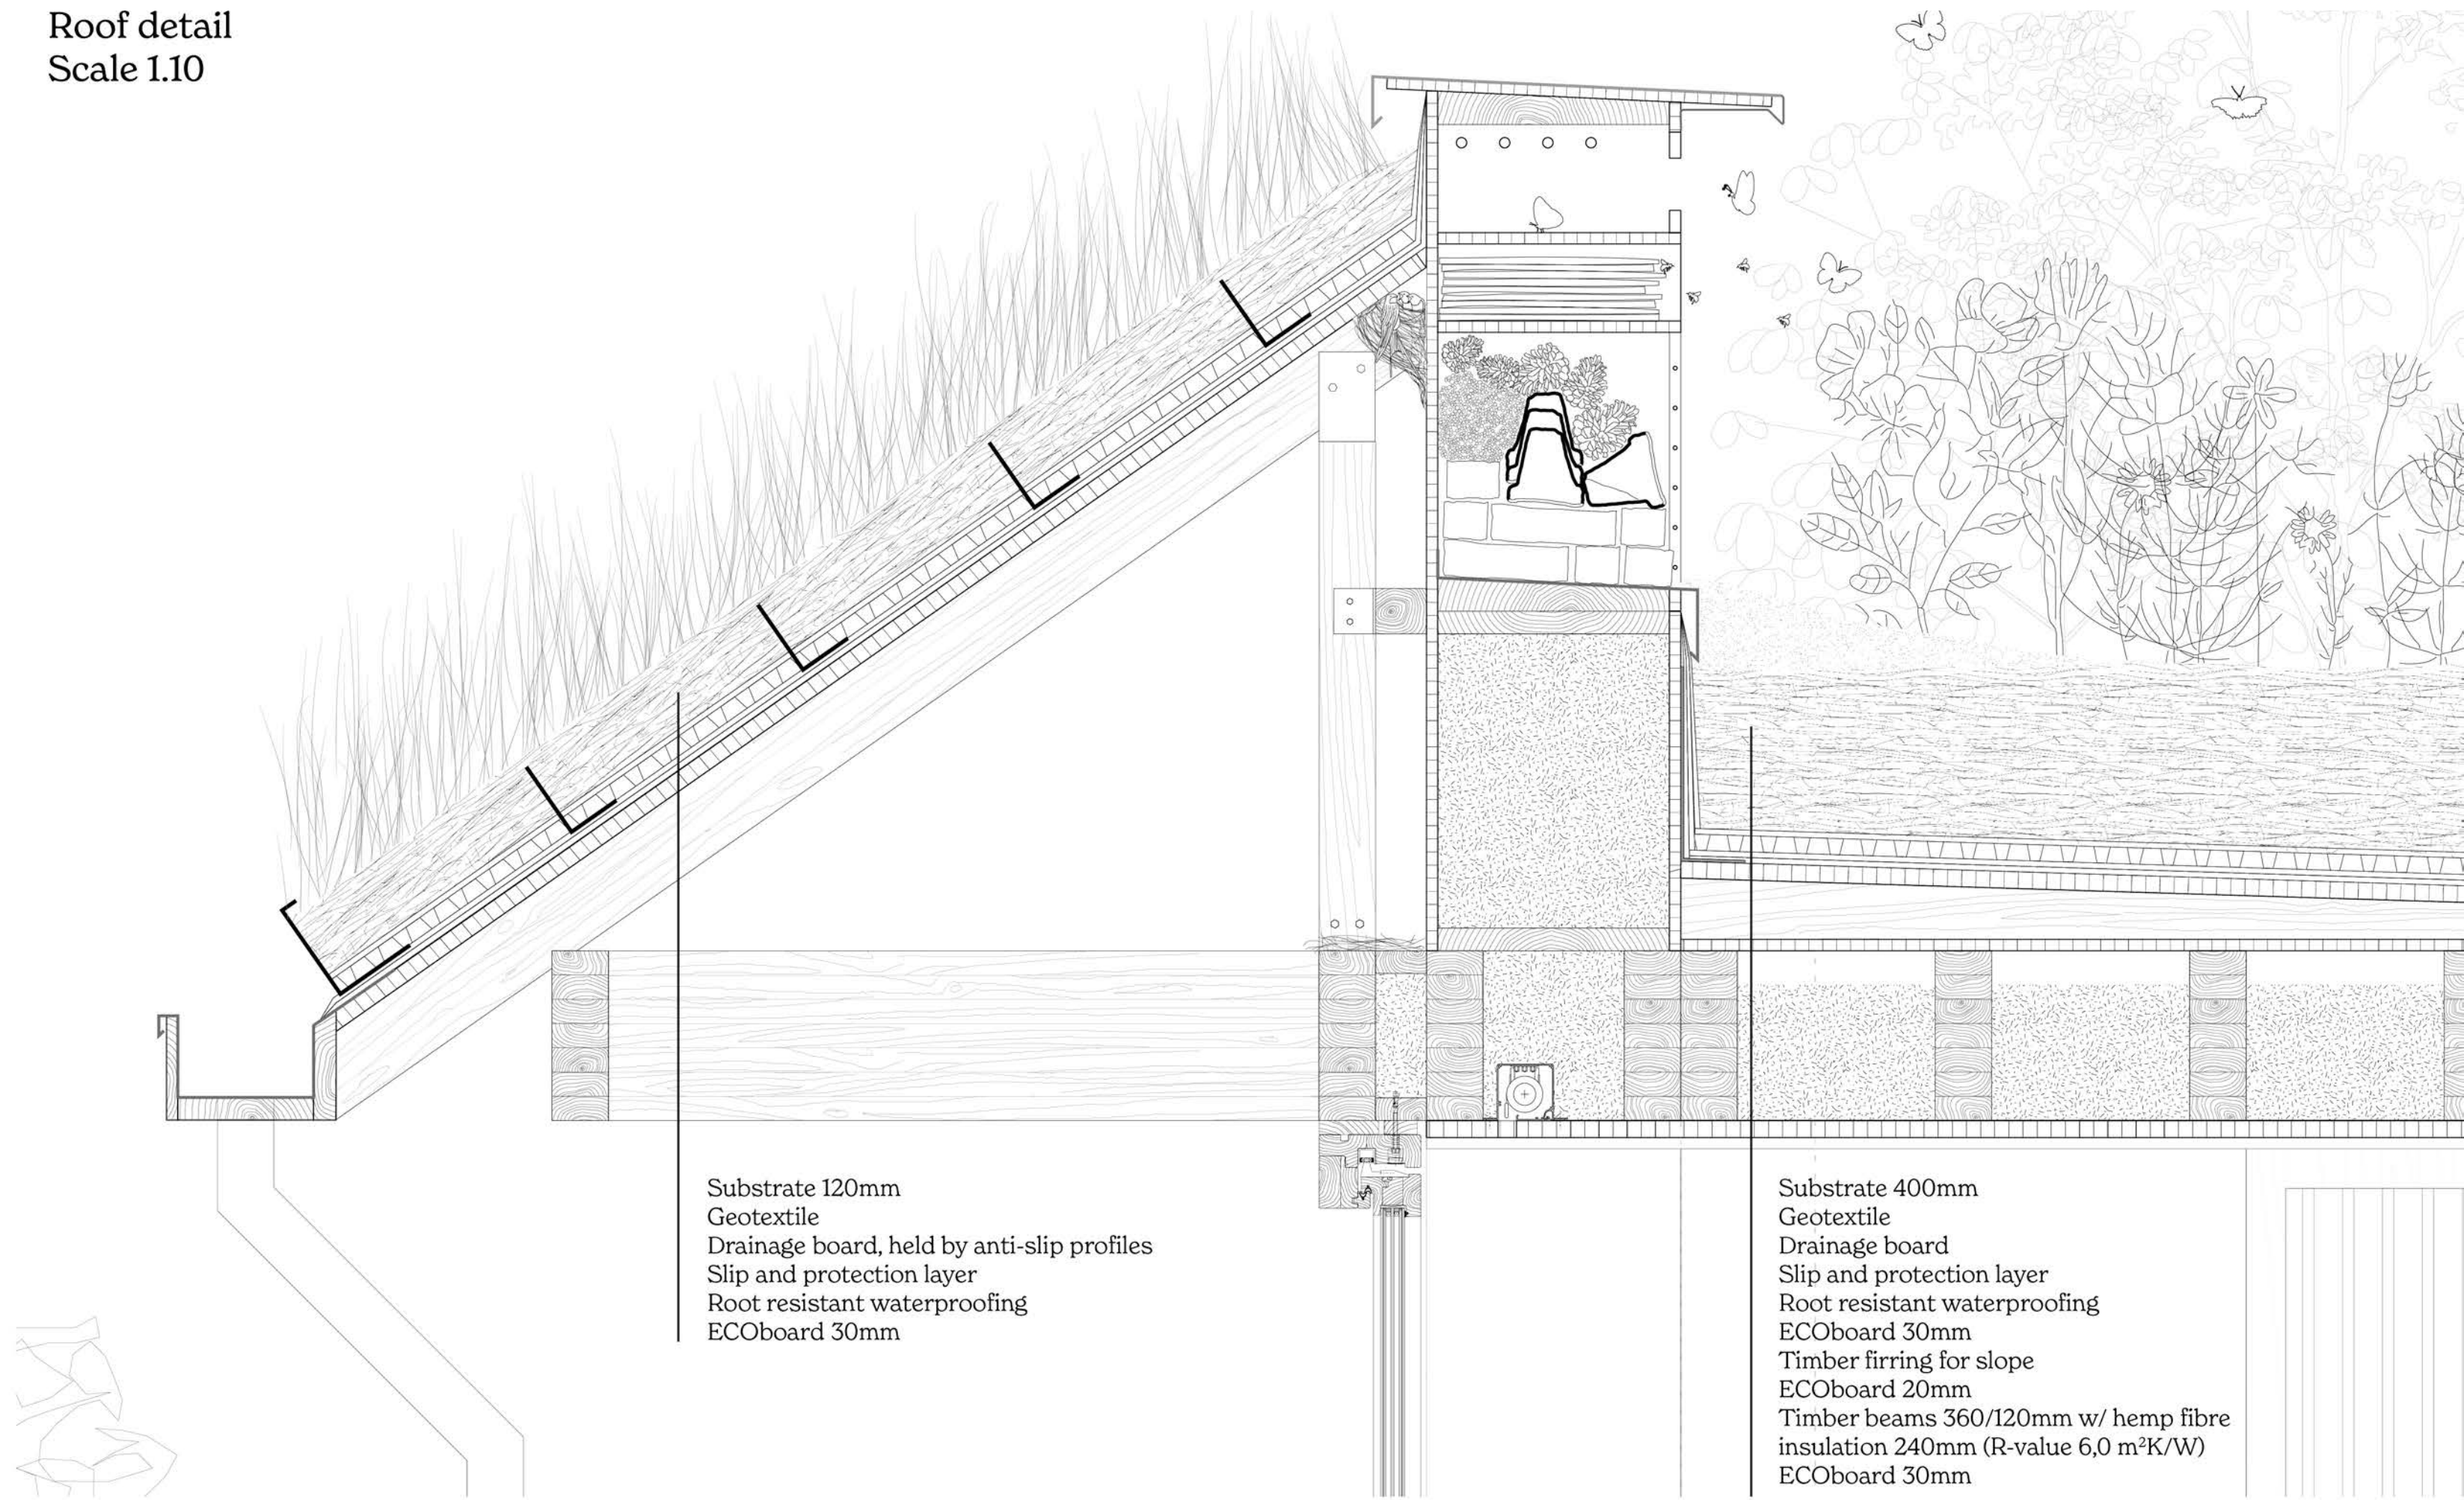 Roof detail
Scale 1.10
Substrate 120mm
Geotextile
Drainage board, held by anti-slip profiles
Slip and protection layer
Root resistant waterproofing
ECOboard 30mm
Substrate 400mm
Geotextile
Drainage board
Slip and protection layer
Root resistant waterproofing
ECOboard 30mm
Timber firring for slope
ECOboard 20mm
Timber beams 360/120mm w/ hemp fibre
insulation 240mm (R-value 6,0 m²K/W)
ECOboard 30mm